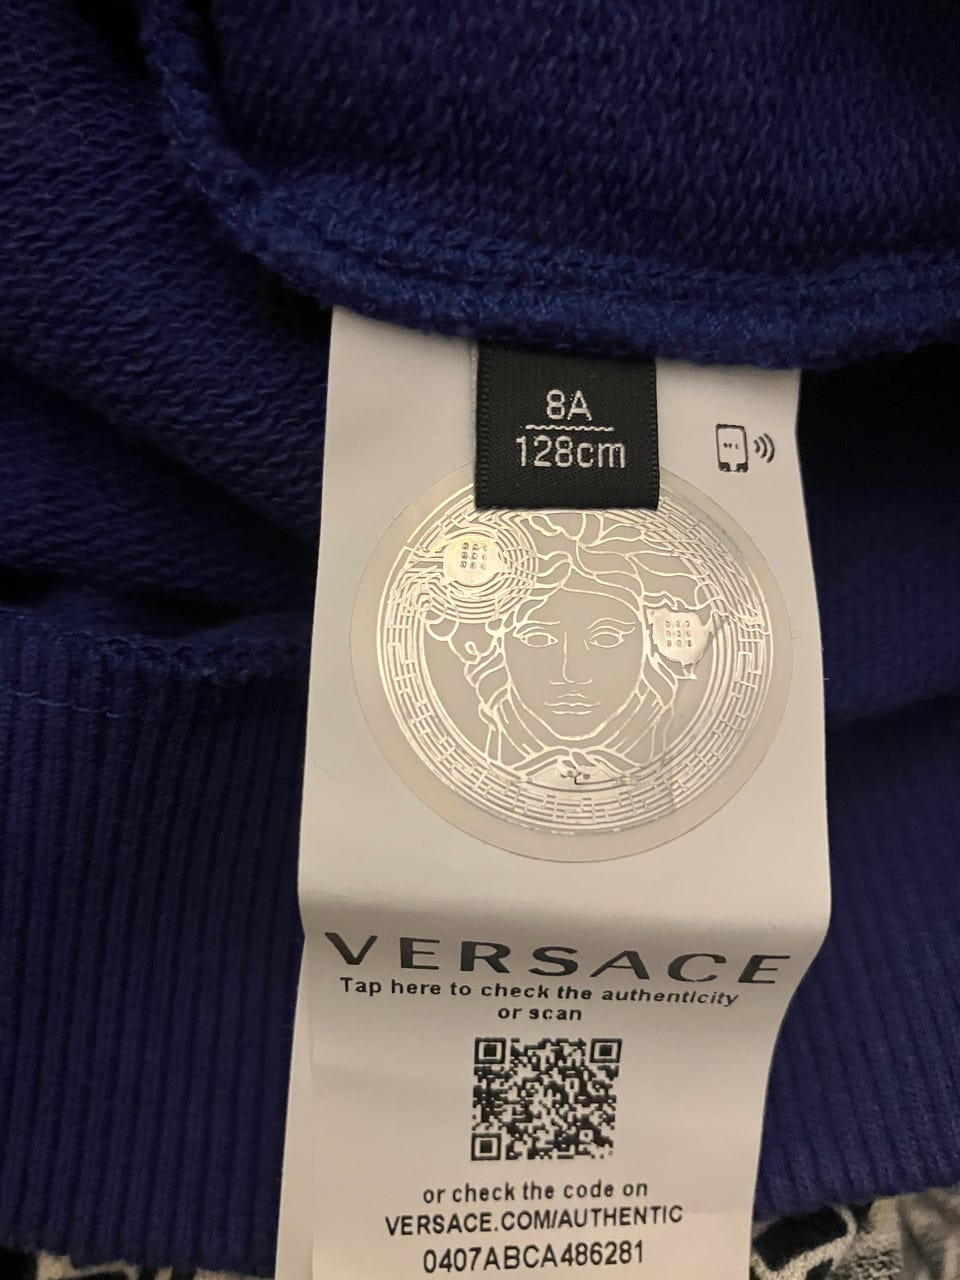 8A
128cm
VERSACE
Tap here to check the authenticity
or scan
or check the code on
VERSACE.COM/AUTHENTIC
0407ABCA486281